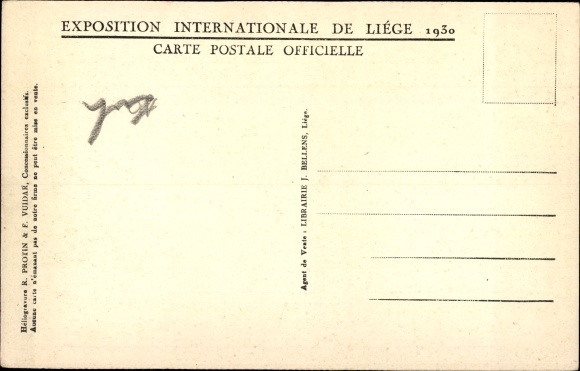 EXPOSITION INTERNATIONALE DE LIÉGE 1930
CARTE POSTALE OFFICIELLE
Héliogravure R. PROTIN & F. VUIDAR, Concessionnaires exclusifs.
Aucune carte n'émanant pas de notre firme ne peut être mise en vente.
Agent de Vente : LIBRAIRIE J. BELLENS, Liége.